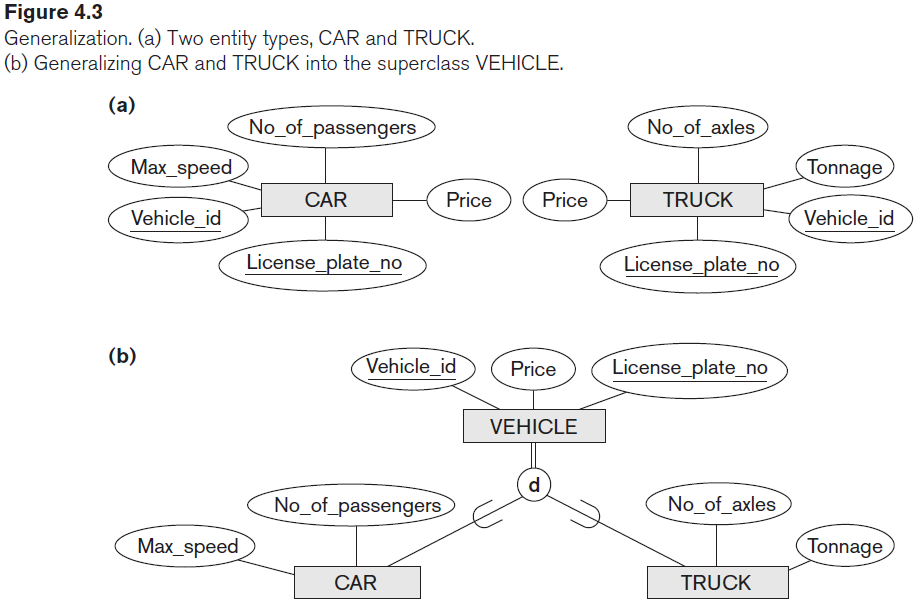 Figure 4.3
Generalization. (a) Two entity types, CAR and TRUCK.
(b) Generalizing CAR and TRUCK into the superclass VEHICLE.
(a)
No_of_passengers
No_of_axles
Max_speed
Tonnage
CAR
Price
Price
TRUCK
Vehicle_id
Vehicle_id
License_plate_no
License_plate_no
(b)
Vehicle_id
Price
License_plate_no
VEHICLE
d
No_of_passengers
No_of_axles
Max_speed
Tonnage
CAR
TRUCK